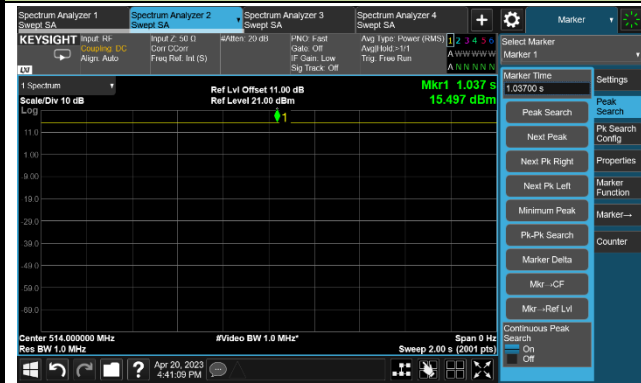 Spectrum Analyzer 1
Swept SA
Spectrum Analyzer 2
Swept SA
Spectrum Analyzer 3
Swept SA
Spectrum Analyzer 4
Swept SA
+
Marker
KEYSIGHT
Input: RF
Coupling: DC
Align: Auto
Input Z: 50 Ω
Corr CCorr
Freq Ref: Int (S)
#Atten: 20 dB
PNO: Fast
Gate: Off
IF Gain: Low
Sig Track: Off
Avg Type: Power (RMS)
Avg|Hold:>1/1
Trig: Free Run
1 2 3 4 5 6
A W W W W W
A N N N N N
LXI
Select Marker
Marker 1
1 Spectrum
Scale/Div 10 dB
Log
Ref Lvl Offset 11.00 dB
Ref Level 21.00 dBm
Mkr1 1.037 s
15.497 dBm
1
11.0
1.00
-9.00
-19.0
-29.0
-39.0
-49.0
-59.0
-69.0
Center 514.000000 MHz
Res BW 1.0 MHz
#Video BW 1.0 MHz*
Span 0 Hz
Sweep 2.00 s (2001 pts)
Marker Time
1.03700 s
Peak Search
Next Peak
Next Pk Right
Next Pk Left
Minimum Peak
Pk-Pk Search
Marker Delta
Mkr→CF
Mkr→Ref Lvl
Continuous Peak
Search
On
Off
Settings
Peak
Search
Pk Search
Config
Properties
Marker
Function
Marker→
Counter
?
Apr 20, 2023
4:41:09 PM